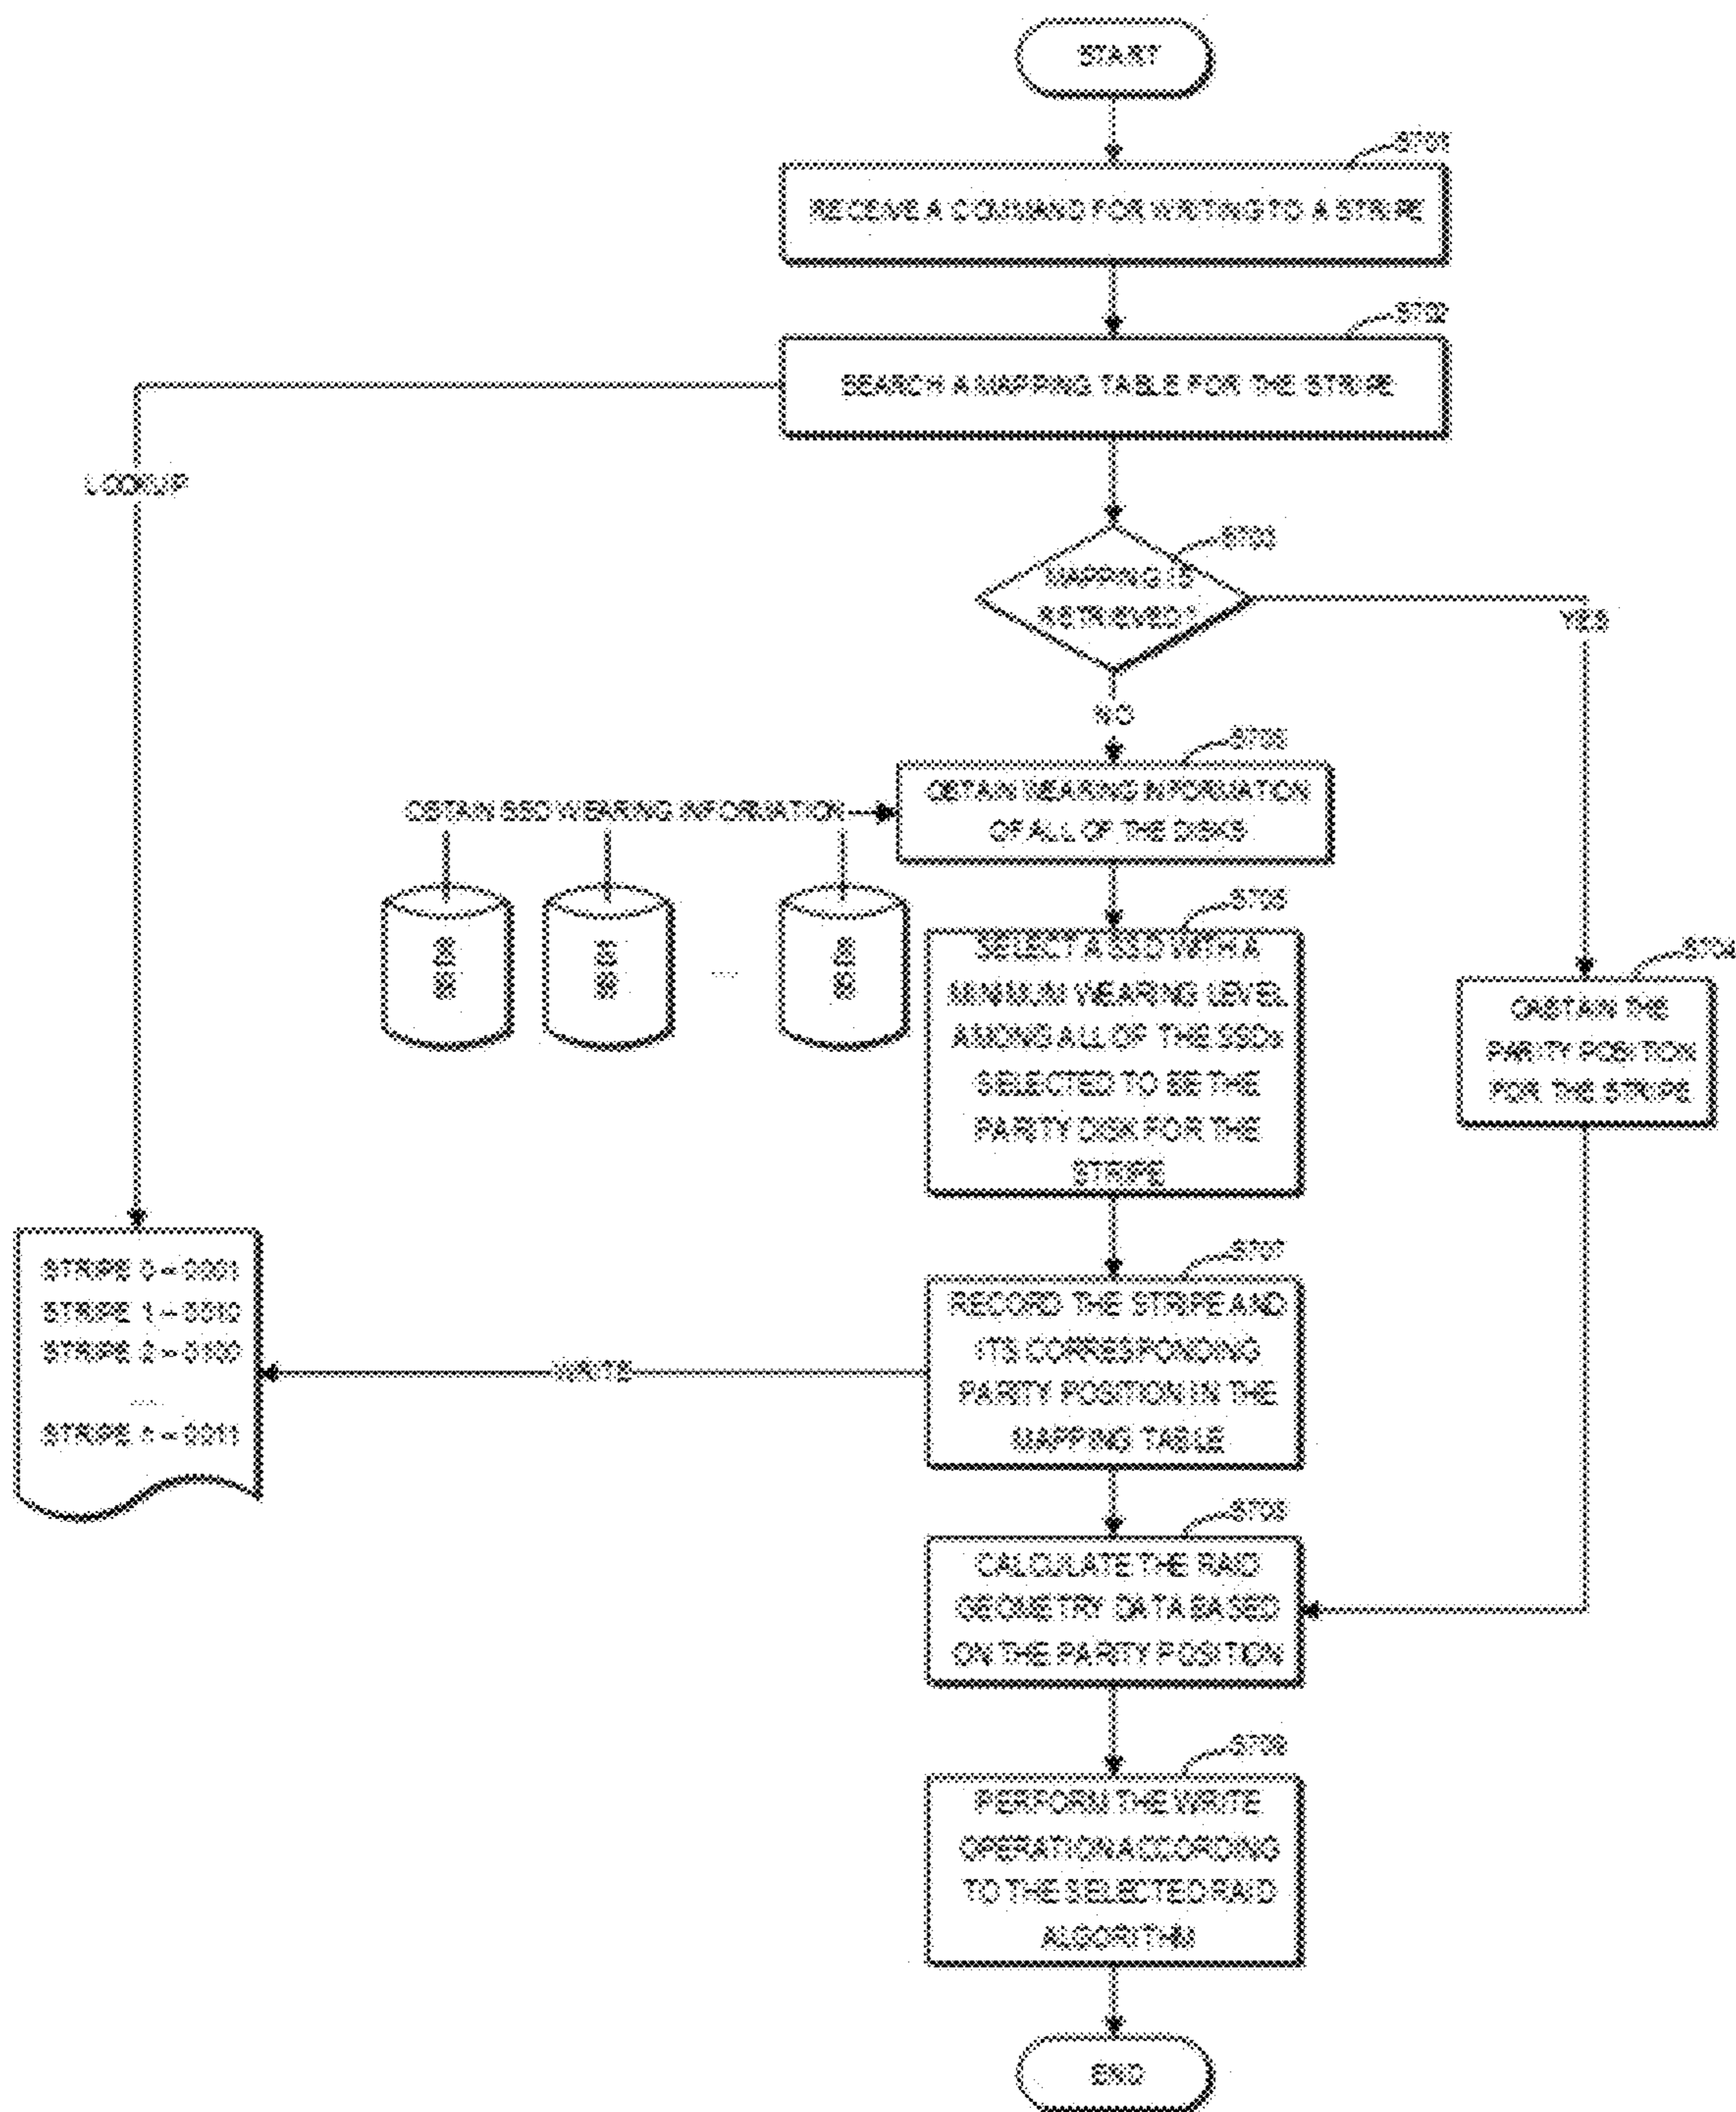 START
S701
RECEIVE A COMMAND FOR WRITING TO A STRIPE
S702
SEARCH A MAPPING TABLE FOR THE STRIPE
LOOKUP
S703
MAPPING IS
RETRIEVED?
YES
NO
S705
OBTAIN SSD WEARING INFORMATION
OBTAIN WEARING INFORMATION
OF ALL OF THE DISKS
...
SELECT A SSD WITH A
MINIMUM WEARING LEVEL
AMONG ALL OF THE SSDs
SELECTED TO BE THE
PARITY DISK FOR THE
STRIPE
S704
OBTAIN THE
PARITY POSITION
FOR THE STRIPE
STRIPE 0 – 0001
STRIPE 1 – 0010
STRIPE 2 – 0100
....
STRIPE n – 0011
WRITE
S707
RECORD THE STRIPE AND
ITS CORRESPONDING
PARITY POSITION IN THE
MAPPING TABLE
CALCULATE THE RAID
GEOMETRY DATA BASED
ON THE PARITY POSITION
S709
PERFORM THE WRITE
OPERATION ACCORDING
TO THE SELECTED RAID
ALGORITHM
END